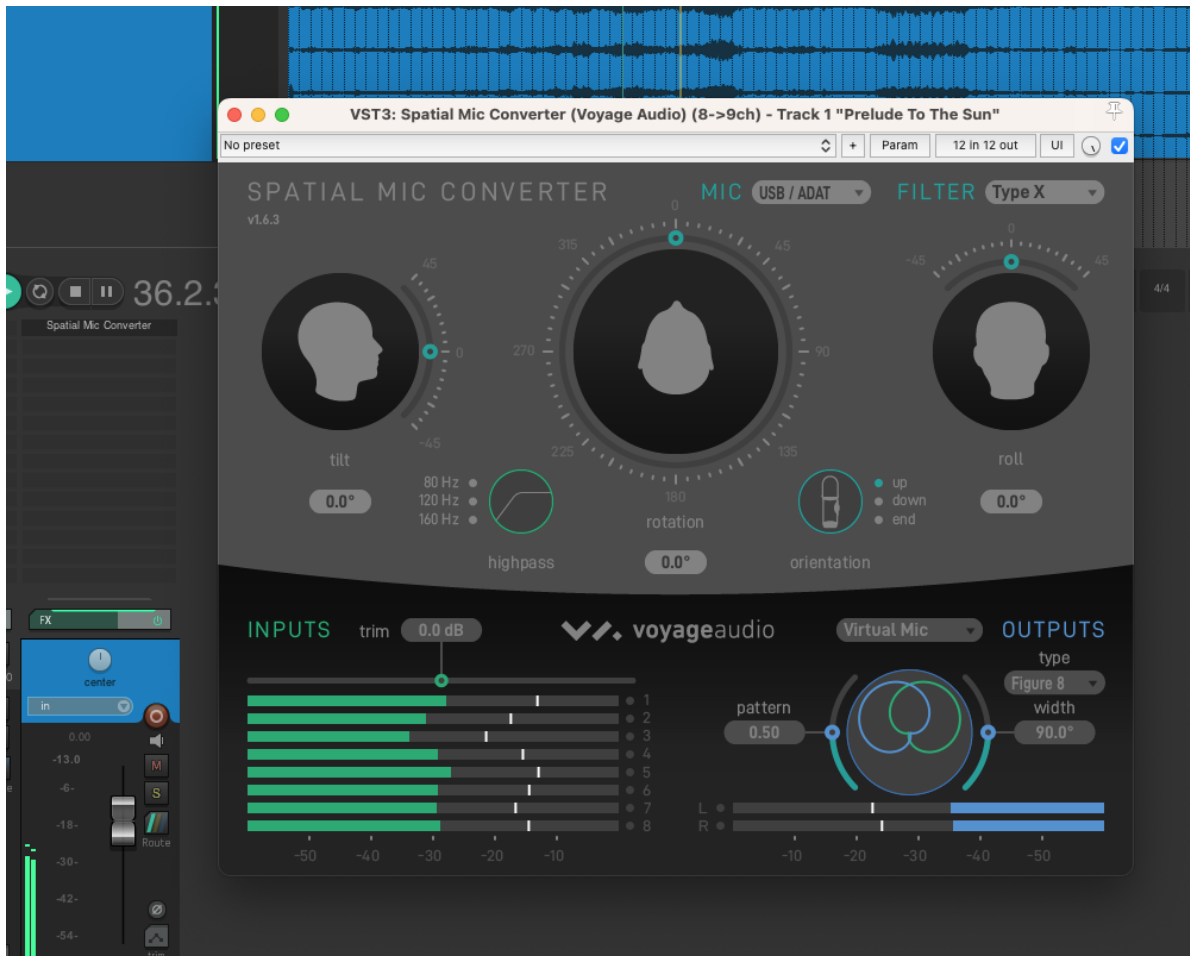 VST3: Spatial Mic Converter (Voyage Audio) (8->9ch) - Track 1 "Prelude To The Sun"
No preset
+
Param
12 in 12 out
UI
SPATIAL MIC CONVERTER
v1.6.3
MIC USB / ADAT
FILTER Type X
0
45
90
135
180
225
270
315
rotation
0.0°
45
0
-45
tilt
0.0°
-45
0
45
roll
0.0°
80 Hz
120 Hz
160 Hz
highpass
up
down
end
orientation
36.2.3
4/4
Spatial Mic Converter
FX
center
in
0.00
-13.0
-6-
-18-
-30-
-42-
-54-
M
S
Route
trim
INPUTS
trim 0.0 dB
voyageaudio
Virtual Mic
OUTPUTS
type
Figure 8
pattern
0.50
width
90.0°
1
2
3
4
5
6
7
8
L
R
-50 -40 -30 -20 -10
-10 -20 -30 -40 -50